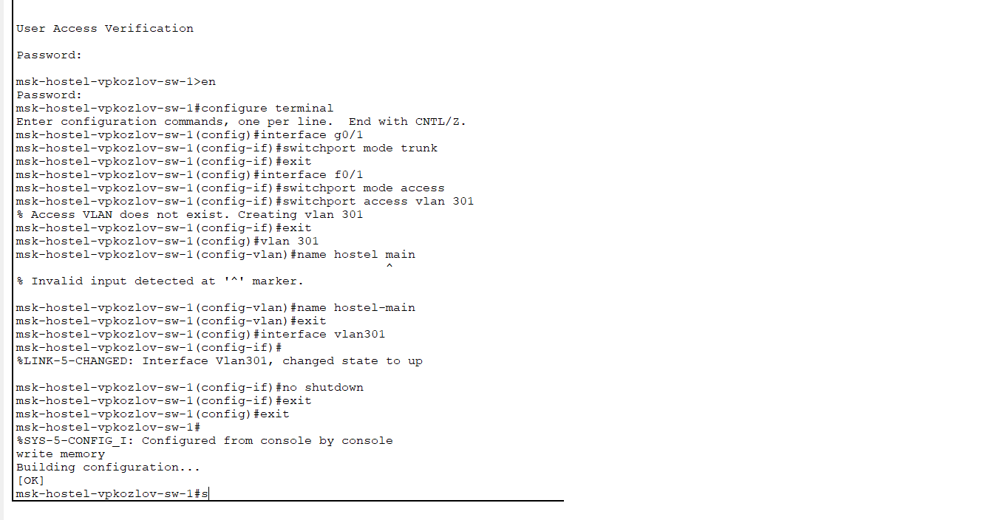 User Access Verification
Password:
msk-hostel-vpkozlov-sw-1>en
Password:
msk-hostel-vpkozlov-sw-1#configure terminal
Enter configuration commands, one per line.  End with CNTL/Z.
msk-hostel-vpkozlov-sw-1(config)#interface g0/1
msk-hostel-vpkozlov-sw-1(config-if)#switchport mode trunk
msk-hostel-vpkozlov-sw-1(config-if)#exit
msk-hostel-vpkozlov-sw-1(config)#interface f0/1
msk-hostel-vpkozlov-sw-1(config-if)#switchport mode access
msk-hostel-vpkozlov-sw-1(config-if)#switchport access vlan 301
% Access VLAN does not exist. Creating vlan 301
msk-hostel-vpkozlov-sw-1(config-if)#exit
msk-hostel-vpkozlov-sw-1(config)#vlan 301
msk-hostel-vpkozlov-sw-1(config-vlan)#name hostel main
^
% Invalid input detected at '^' marker.
msk-hostel-vpkozlov-sw-1(config-vlan)#name hostel-main
msk-hostel-vpkozlov-sw-1(config-vlan)#exit
msk-hostel-vpkozlov-sw-1(config)#interface vlan301
msk-hostel-vpkozlov-sw-1(config-if)#
%LINK-5-CHANGED: Interface Vlan301, changed state to up
msk-hostel-vpkozlov-sw-1(config-if)#no shutdown
msk-hostel-vpkozlov-sw-1(config-if)#exit
msk-hostel-vpkozlov-sw-1(config)#exit
msk-hostel-vpkozlov-sw-1#
%SYS-5-CONFIG_I: Configured from console by console
write memory
Building configuration...
[OK]
msk-hostel-vpkozlov-sw-1#s